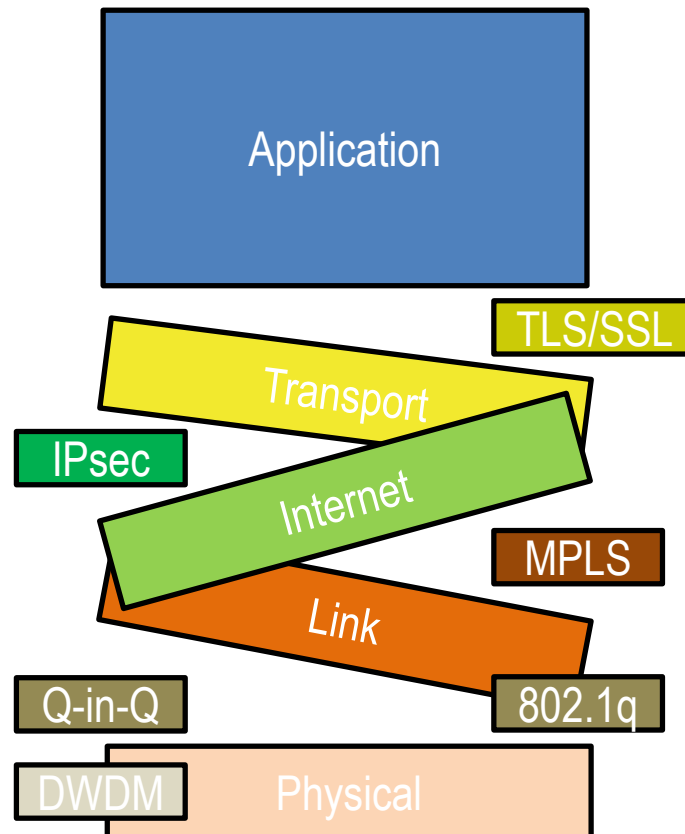 Application
TLS/SSL
Transport
IPsec
Internet
MPLS
Link
Q-in-Q
802.1q
DWDM
Physical